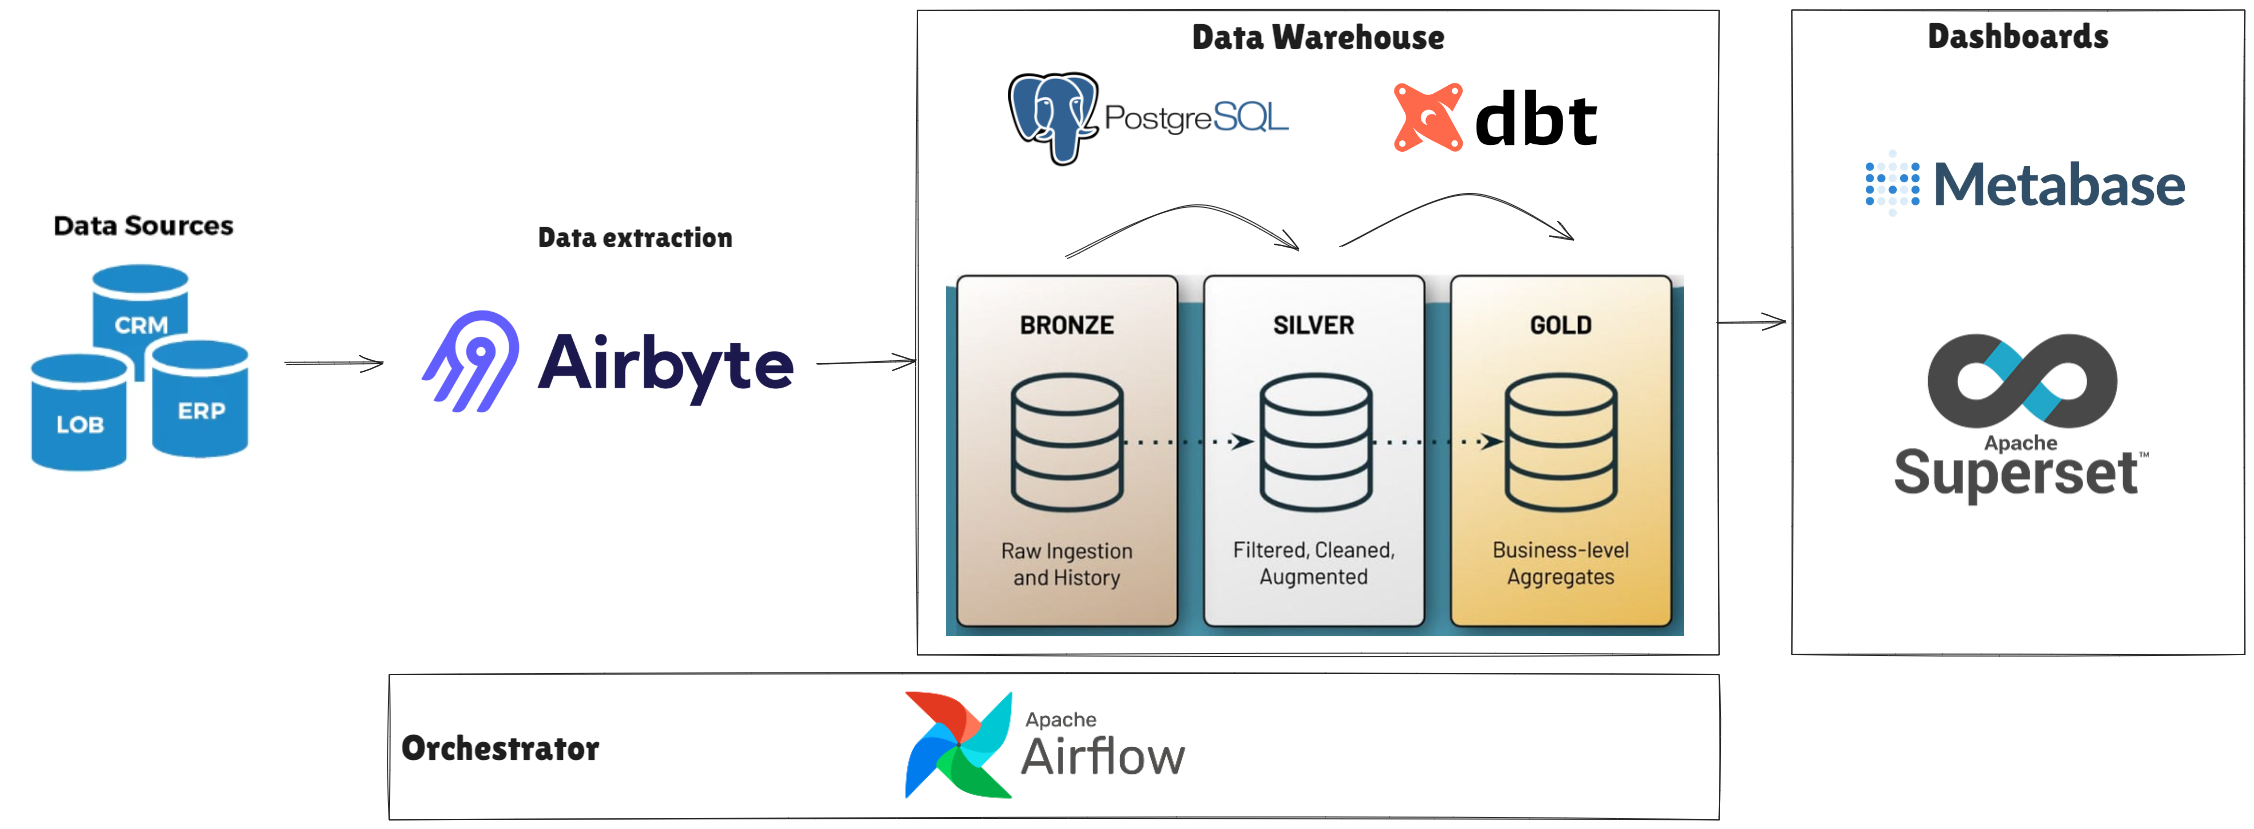 Data Sources
CRM
LOB
ERP
Data extraction
Airbyte
Data Warehouse
PostgreSQL
dbt
BRONZE
Raw Ingestion
and History
SILVER
Filtered, Cleaned,
Augmented
GOLD
Business-level
Aggregates
Dashboards
Metabase
Apache
Superset™
Orchestrator
Apache
Airflow